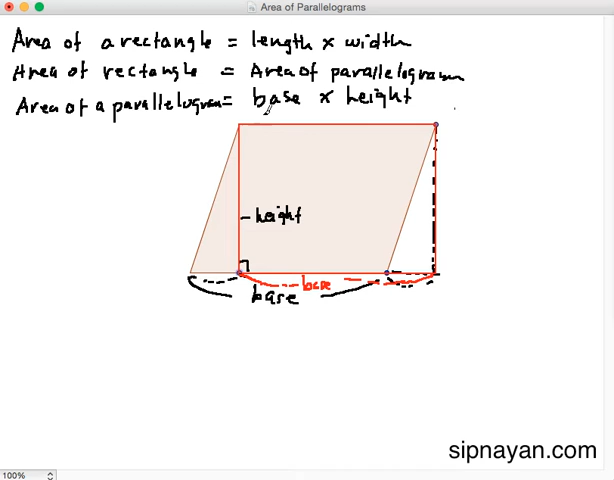 Area of Parallelograms
Area of a rectangle = length x width
Area of rectangle = Area of parallelogram
Area of a parallelogram = base x height
height
base
base
sipnayan.com
100%